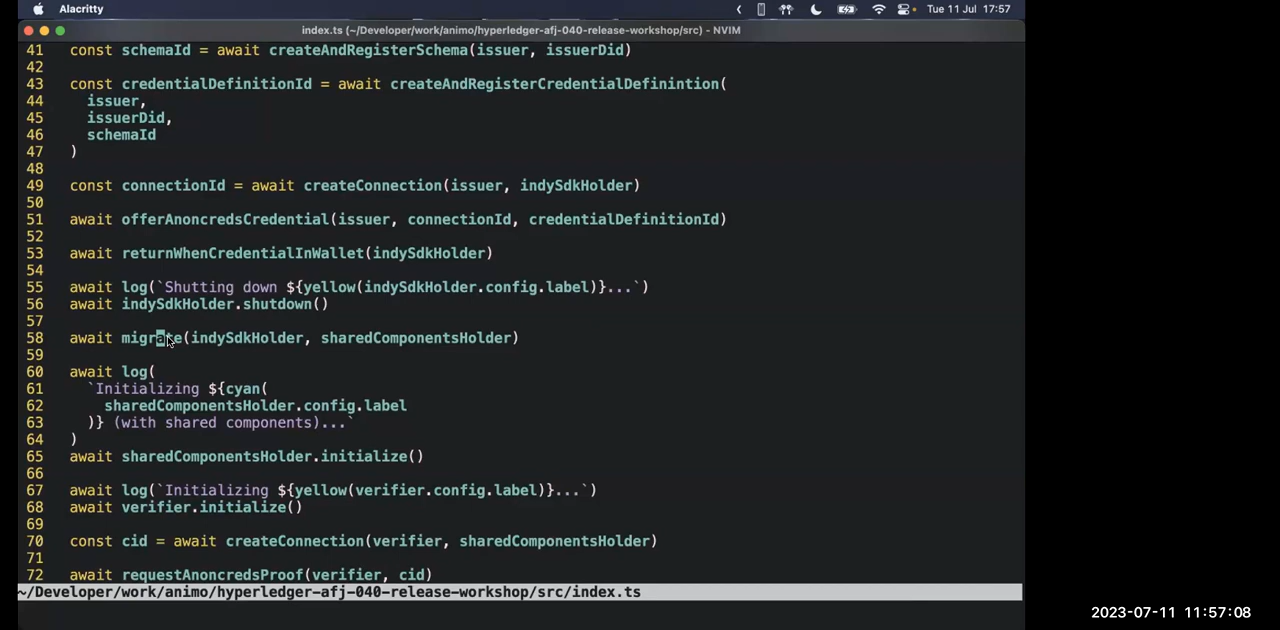 Alacritty
Tue 11 Jul 17:57
index.ts (~/Developer/work/animo/hyperledger-afj-040-release-workshop/src) - NVIM
41 const schemaId = await createAndRegisterSchema(issuer, issuerDid)
42
43 const credentialDefinitionId = await createAndRegisterCredentialDefinintion(
44 issuer,
45 issuerDid,
46 schemaId
47 )
48
49 const connectionId = await createConnection(issuer, indySdkHolder)
50
51 await offerAnoncredsCredential(issuer, connectionId, credentialDefinitionId)
52
53 await returnWhenCredentialInWallet(indySdkHolder)
54
55 await log(`Shutting down ${yellow(indySdkHolder.config.label)}...`)
56 await indySdkHolder.shutdown()
57
58 await migrate(indySdkHolder, sharedComponentsHolder)
59
60 await log(
61 `Initializing ${cyan(
62 sharedComponentsHolder.config.label
63 )} (with shared components)...`
64 )
65 await sharedComponentsHolder.initialize()
66
67 await log(`Initializing ${yellow(verifier.config.label)}...`)
68 await verifier.initialize()
69
70 const cid = await createConnection(verifier, sharedComponentsHolder)
71
72 await requestAnoncredsProof(verifier, cid)
~/Developer/work/animo/hyperledger-afj-040-release-workshop/src/index.ts
2023-07-11 11:57:08